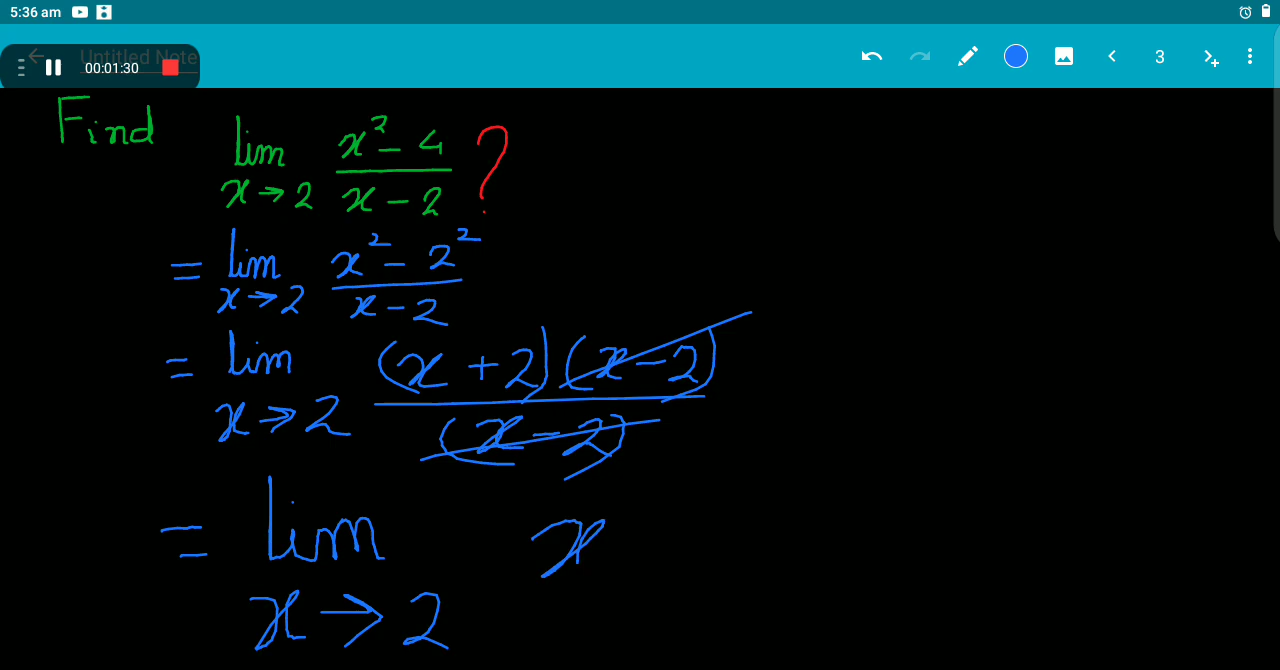 5:36 am
Untitled Note
00:01:30
3
Find lim x→2 (x² - 4)/(x - 2) ?
= lim x→2 (x² - 2²)/(x - 2)
= lim x→2 (x + 2)(x - 2)/(x - 2)
= lim x→2 x